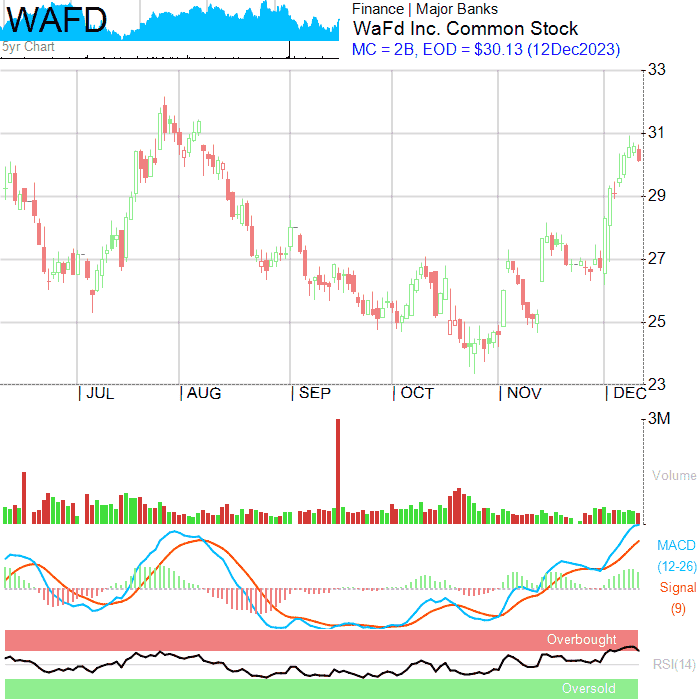 WAFD
5yr Chart
Finance | Major Banks
WaFd Inc. Common Stock
MC = 2B, EOD = $30.13 (12Dec2023)
33
31
29
27
25
23
| JUL | AUG | SEP | OCT | NOV | DEC
3M
Volume
MACD
(12-26)
Signal
(9)
Overbought
RSI(14)
Oversold